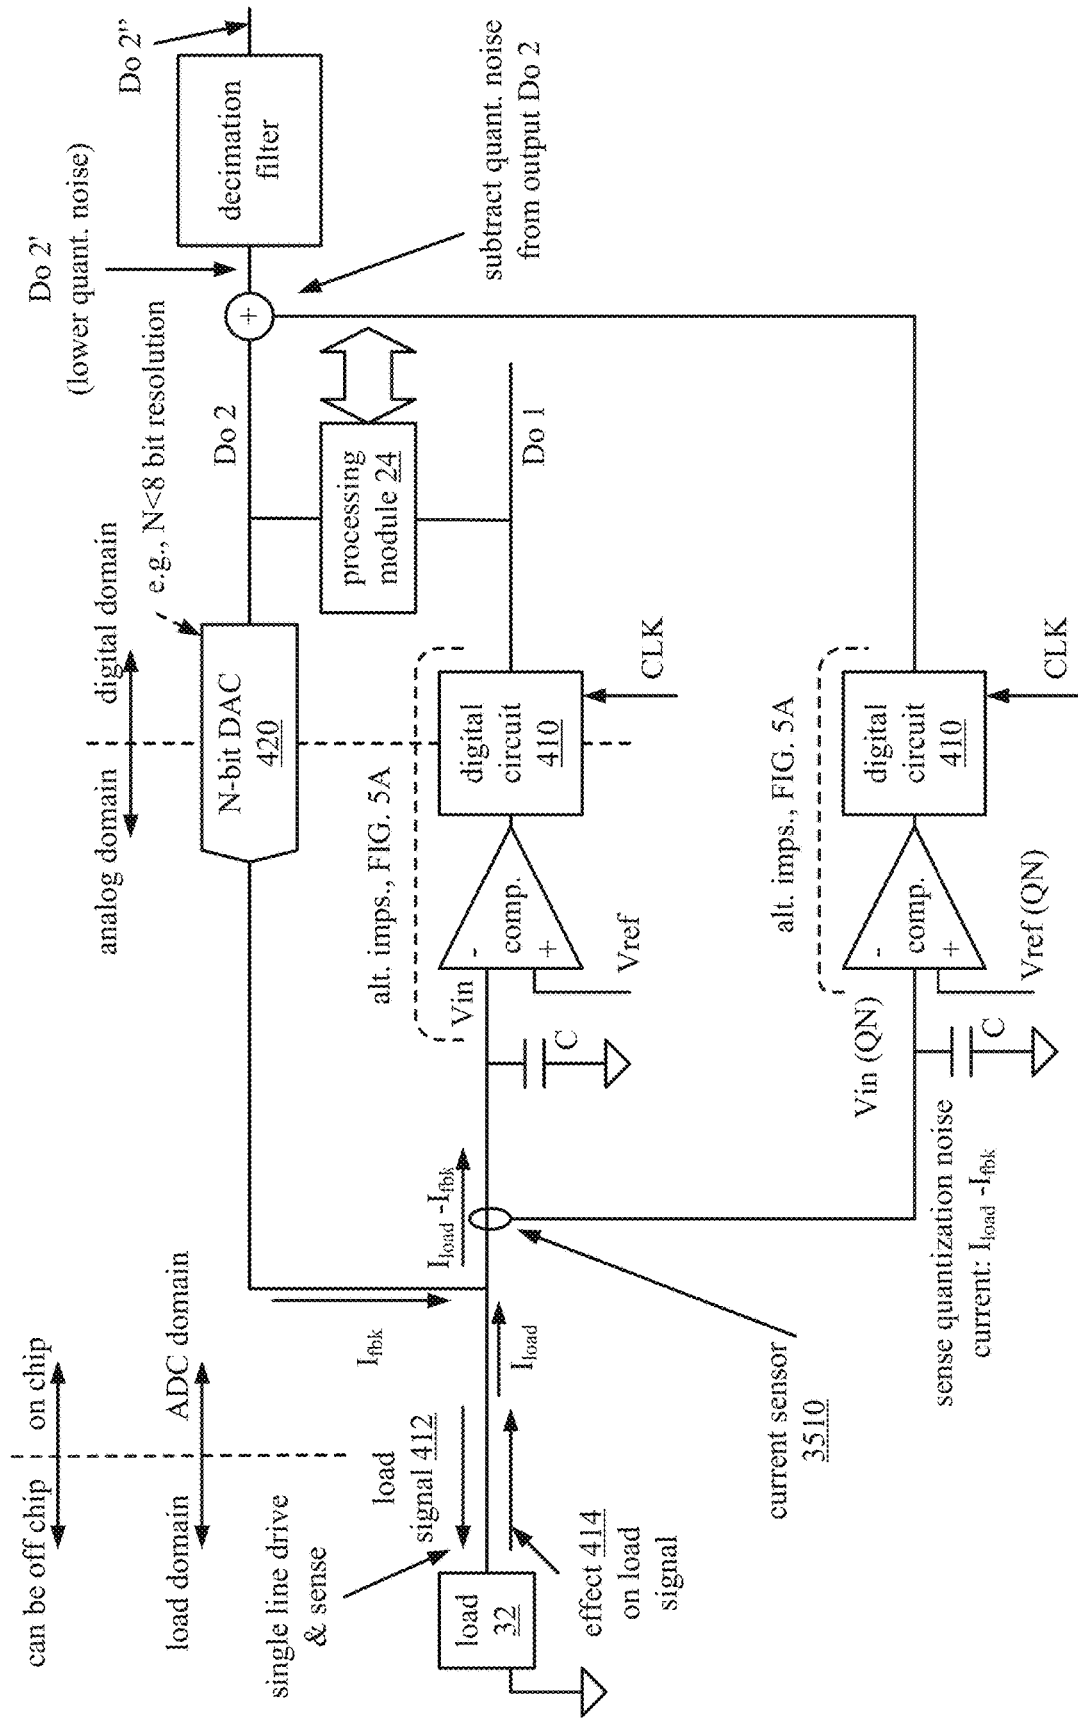 can be off chip
on chip
load domain
ADC domain
analog domain
digital domain
e.g., N<8 bit resolution
Do 2'
(lower quant. noise)
Do 2"
N-bit DAC
420
Do 2
+
decimation
filter
subtract quant. noise
from output Do 2
single line drive
& sense
load
signal 412
Ifbk
Iload -Ifbk
alt. imps., FIG. 5A
processing
module 24
load
32
effect 414
on load
signal
Iload
Vin
C
-
comp.
+
Vref
digital
circuit
410
CLK
Do 1
current sensor
3510
alt. imps., FIG. 5A
Vin (QN)
sense quantization noise
current: Iload -Ifbk
C
-
comp.
+
Vref (QN)
digital
circuit
410
CLK